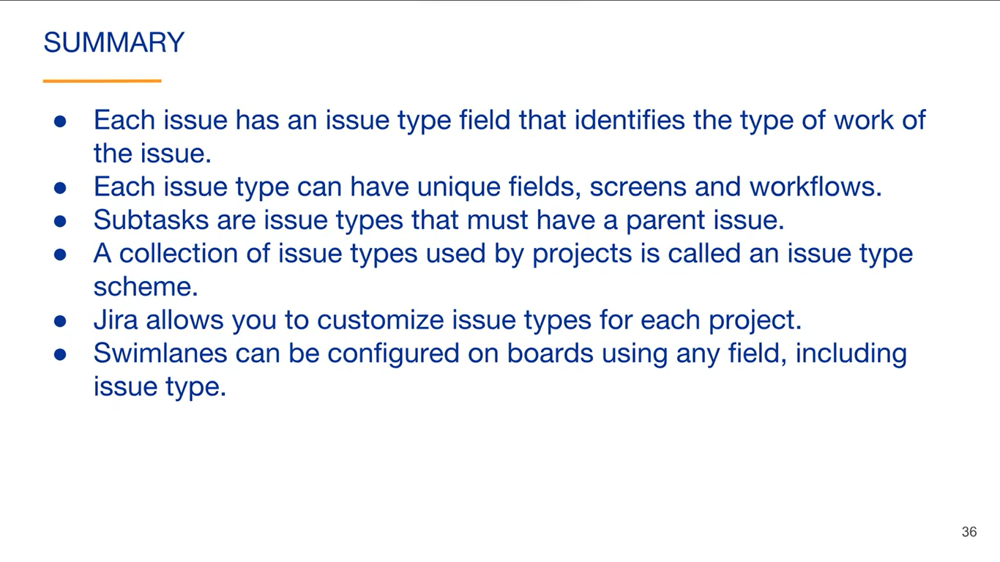 SUMMARY
● Each issue has an issue type field that identifies the type of work of
the issue.
● Each issue type can have unique fields, screens and workflows.
● Subtasks are issue types that must have a parent issue.
● A collection of issue types used by projects is called an issue type
scheme.
● Jira allows you to customize issue types for each project.
● Swimlanes can be configured on boards using any field, including
issue type.
36